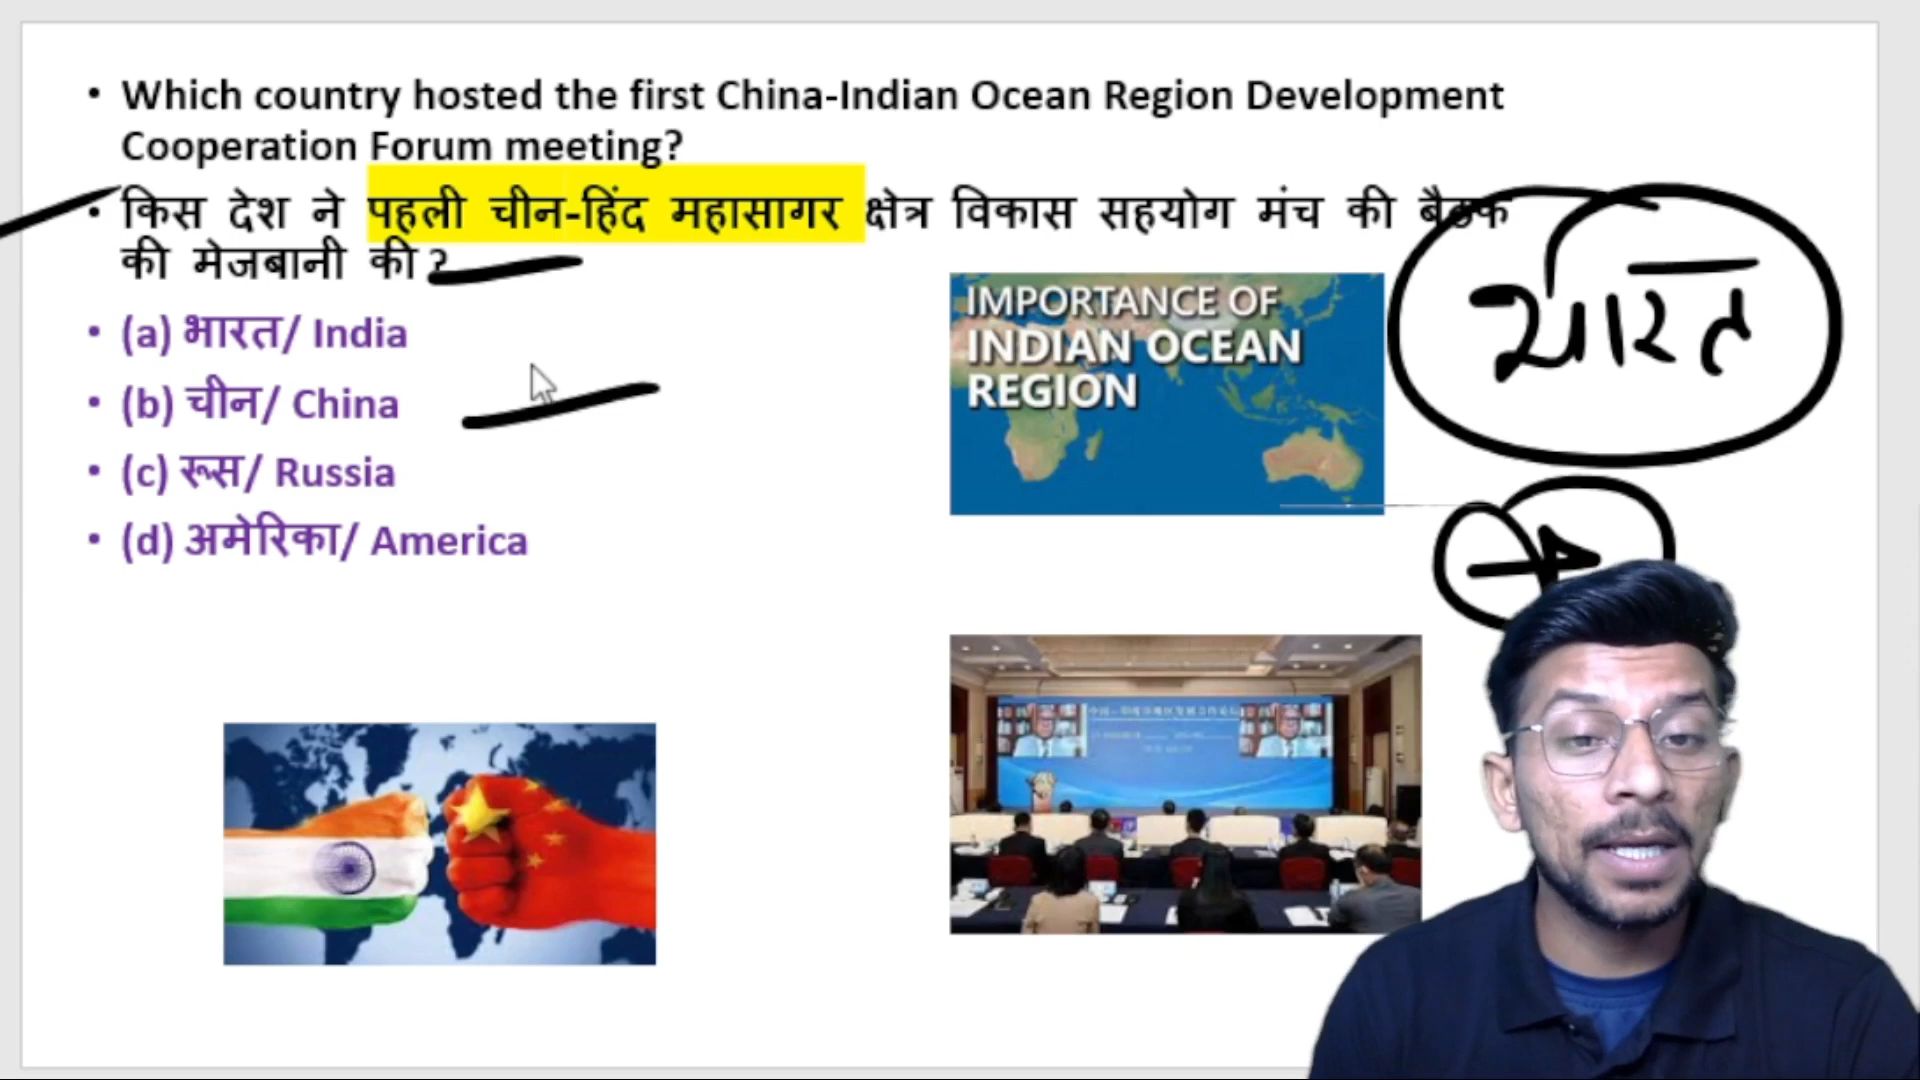 • Which country hosted the first China-Indian Ocean Region Development
Cooperation Forum meeting?
• किस देश ने पहली चीन-हिंद महासागर क्षेत्र विकास सहयोग मंच की बैठक
की मेजबानी की?
• (a) भारत/ India
• (b) चीन/ China
• (c) रूस/ Russia
• (d) अमेरिका/ America
IMPORTANCE OF
INDIAN OCEAN
REGION
भारत